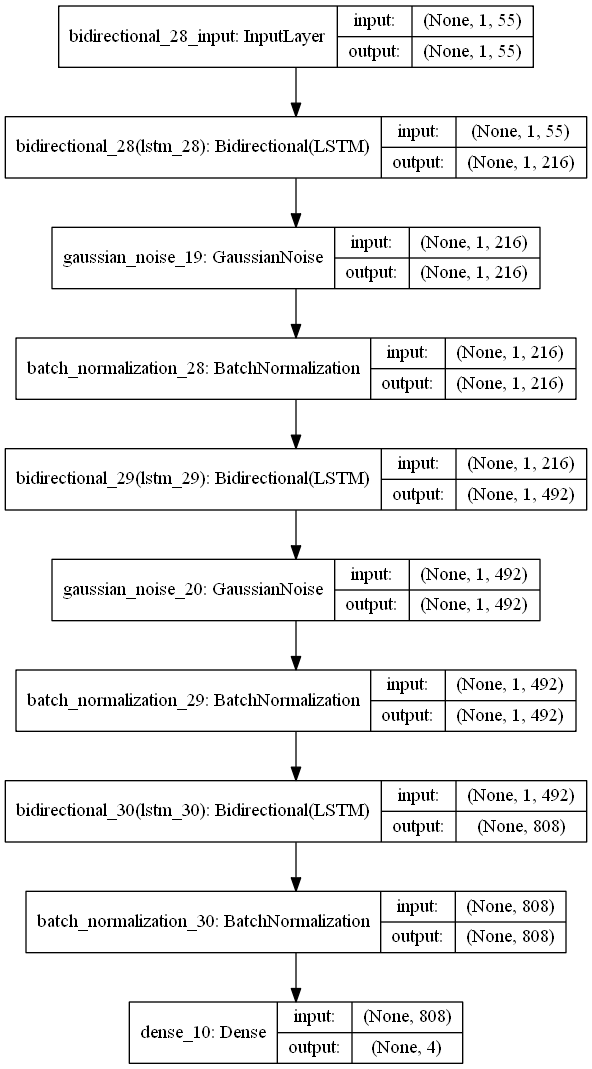 bidirectional_28_input: InputLayer
input: (None, 1, 55)
output: (None, 1, 55)
bidirectional_28(lstm_28): Bidirectional(LSTM)
input: (None, 1, 55)
output: (None, 1, 216)
gaussian_noise_19: GaussianNoise
input: (None, 1, 216)
output: (None, 1, 216)
batch_normalization_28: BatchNormalization
input: (None, 1, 216)
output: (None, 1, 216)
bidirectional_29(lstm_29): Bidirectional(LSTM)
input: (None, 1, 216)
output: (None, 1, 492)
gaussian_noise_20: GaussianNoise
input: (None, 1, 492)
output: (None, 1, 492)
batch_normalization_29: BatchNormalization
input: (None, 1, 492)
output: (None, 1, 492)
bidirectional_30(lstm_30): Bidirectional(LSTM)
input: (None, 1, 492)
output: (None, 808)
batch_normalization_30: BatchNormalization
input: (None, 808)
output: (None, 808)
dense_10: Dense
input: (None, 808)
output: (None, 4)